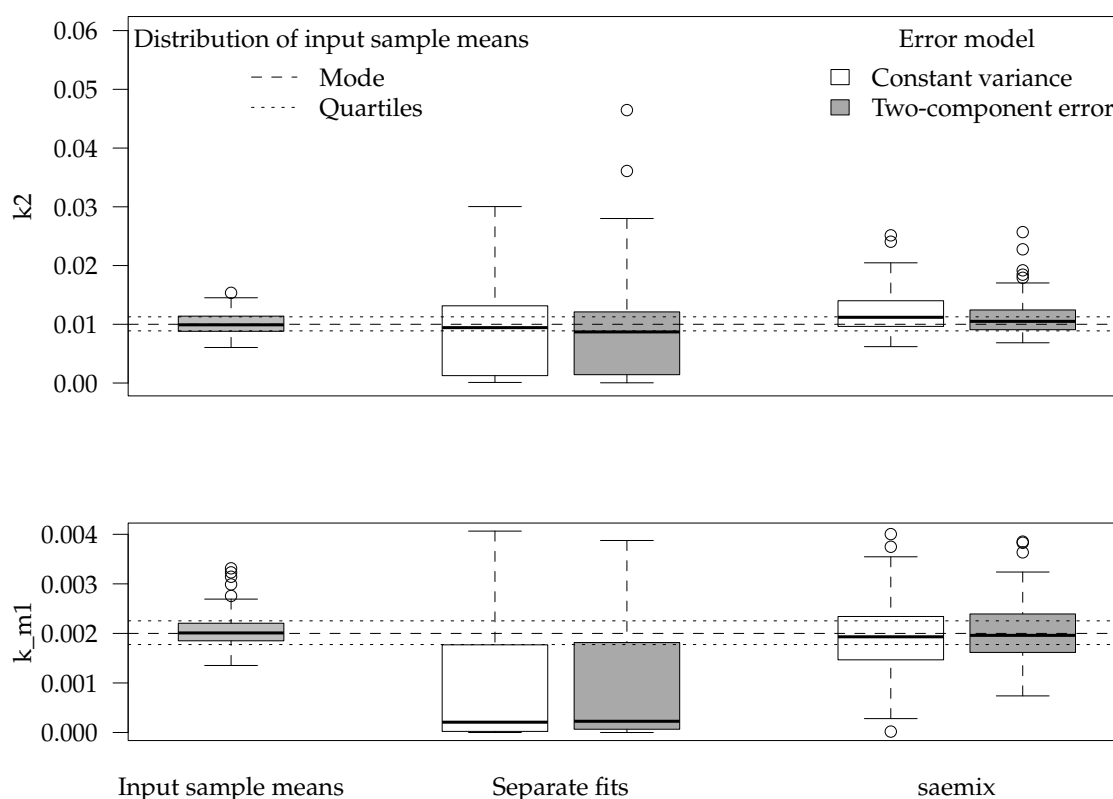 Distribution of input sample means
Mode
Quartiles
Error model
Constant variance
Two-component error
k2
0.06
0.05
0.04
0.03
0.02
0.01
0.00
k_m1
0.004
0.003
0.002
0.001
0.000
Input sample means
Separate fits
saemix